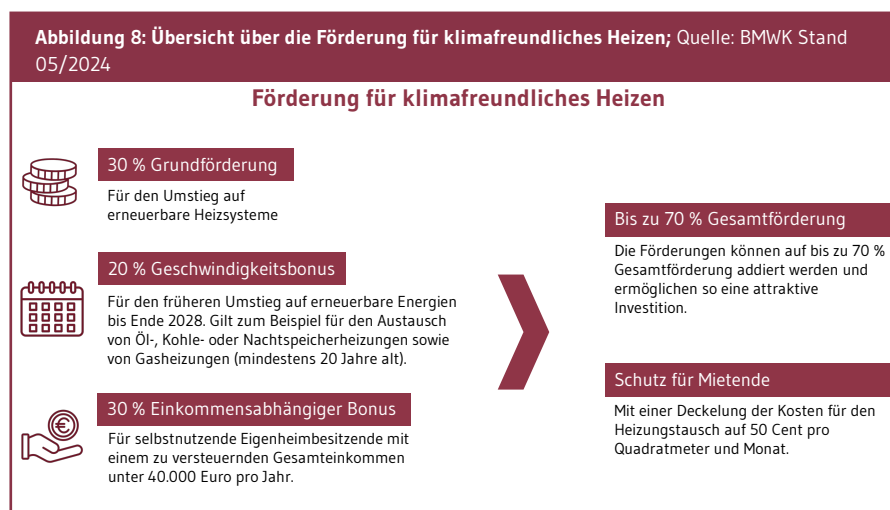 Abbildung 8: Übersicht über die Förderung für klimafreundliches Heizen; Quelle: BMWK Stand
05/2024
Förderung für klimafreundliches Heizen
30 % Grundförderung
Für den Umstieg auf
erneuerbare Heizsysteme
20 % Geschwindigkeitsbonus
Für den früheren Umstieg auf erneuerbare Energien
bis Ende 2028. Gilt zum Beispiel für den Austausch
von Öl-, Kohle- oder Nachtspeicherheizungen sowie
von Gasheizungen (mindestens 20 Jahre alt).
30 % Einkommensabhängiger Bonus
Für selbstnutzende Eigenheimbesitzende mit
einem zu versteuernden Gesamteinkommen
unter 40.000 Euro pro Jahr.
Bis zu 70 % Gesamtförderung
Die Förderungen können auf bis zu 70 %
Gesamtförderung addiert werden und
ermöglichen so eine attraktive
Investition.
Schutz für Mietende
Mit einer Deckelung der Kosten für den
Heizungstausch auf 50 Cent pro
Quadratmeter und Monat.